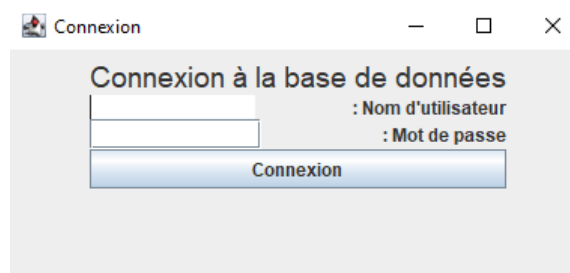 Connexion
Connexion à la base de données
: Nom d'utilisateur
: Mot de passe
Connexion